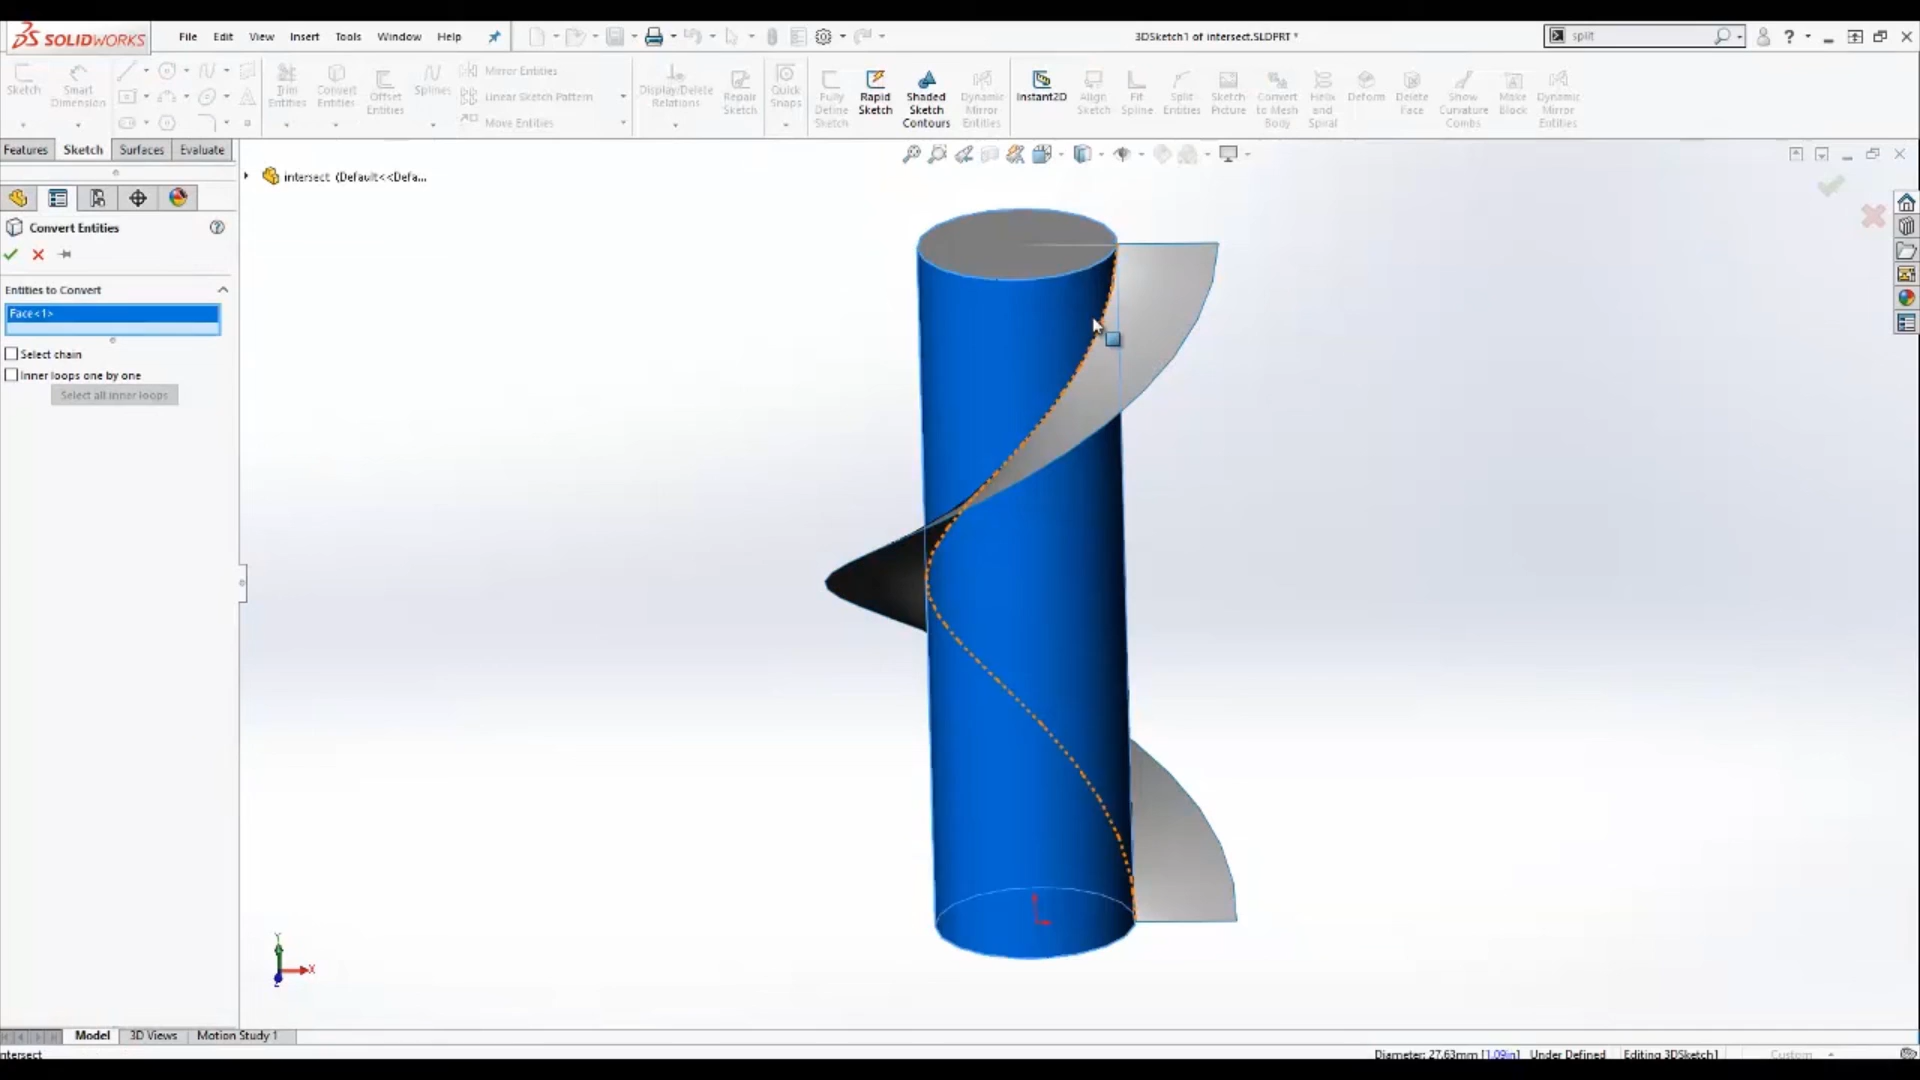 SOLIDWORKS File Edit View Insert Tools Window Help 3DSketch1 of intersect.SLDPRT * split
Sketch Smart Dimension Trim Entities Convert Entities Offset Entities Splines Mirror Entities Linear Sketch Pattern Move Entities Display/Delete Relations Repair Sketch Quick Snaps Fully Define Sketch Rapid Sketch Shaded Sketch Contours Dynamic Mirror Entities Instant2D Align Sketch Fit Spline Split Entities Sketch Picture Convert to Mesh Body Helix and Spiral Deform Delete Face Show Curvature Combs Make Block Dynamic Mirror Entities
Features Sketch Surfaces Evaluate
intersect (Default<<Defa...
Convert Entities
Entities to Convert
Face<1>
Select chain
Inner loops one by one
Select all inner loops
Y
X
Z
Model 3D Views Motion Study 1
ntersect Diameter: 27.63mm [1.09in] Under Defined Editing 3DSketch1 Custom